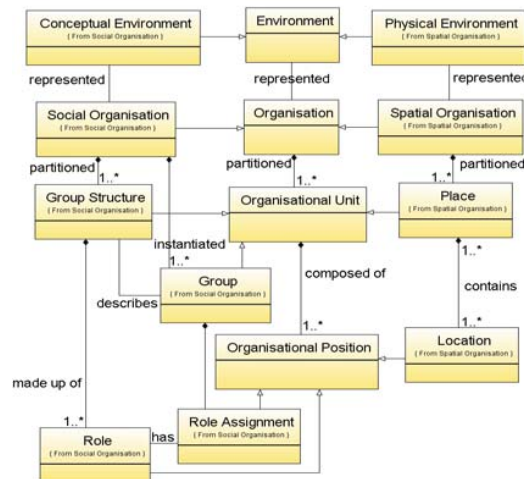 Conceptual Environment
( From Social Organisation )
Environment
Physical Environment
( From Spatial Organisation )
represented
represented
represented
Social Organisation
( From Social Organisation )
Organisation
Spatial Organisation
( From Spatial Organisation )
partitioned
partitioned
partitioned
1..*
1..*
1..*
Group Structure
( From Social Organisation )
Organisational Unit
Place
( From Spatial Organisation )
instantiated
1..*
1..*
Group
( From Social Organisation )
composed of
contains
describes
1..*
1..*
Organisational Position
Location
( From Spatial Organisation )
made up of
1..*
Role Assignment
( From Social Organisation )
Role
( From Social Organisation )
has